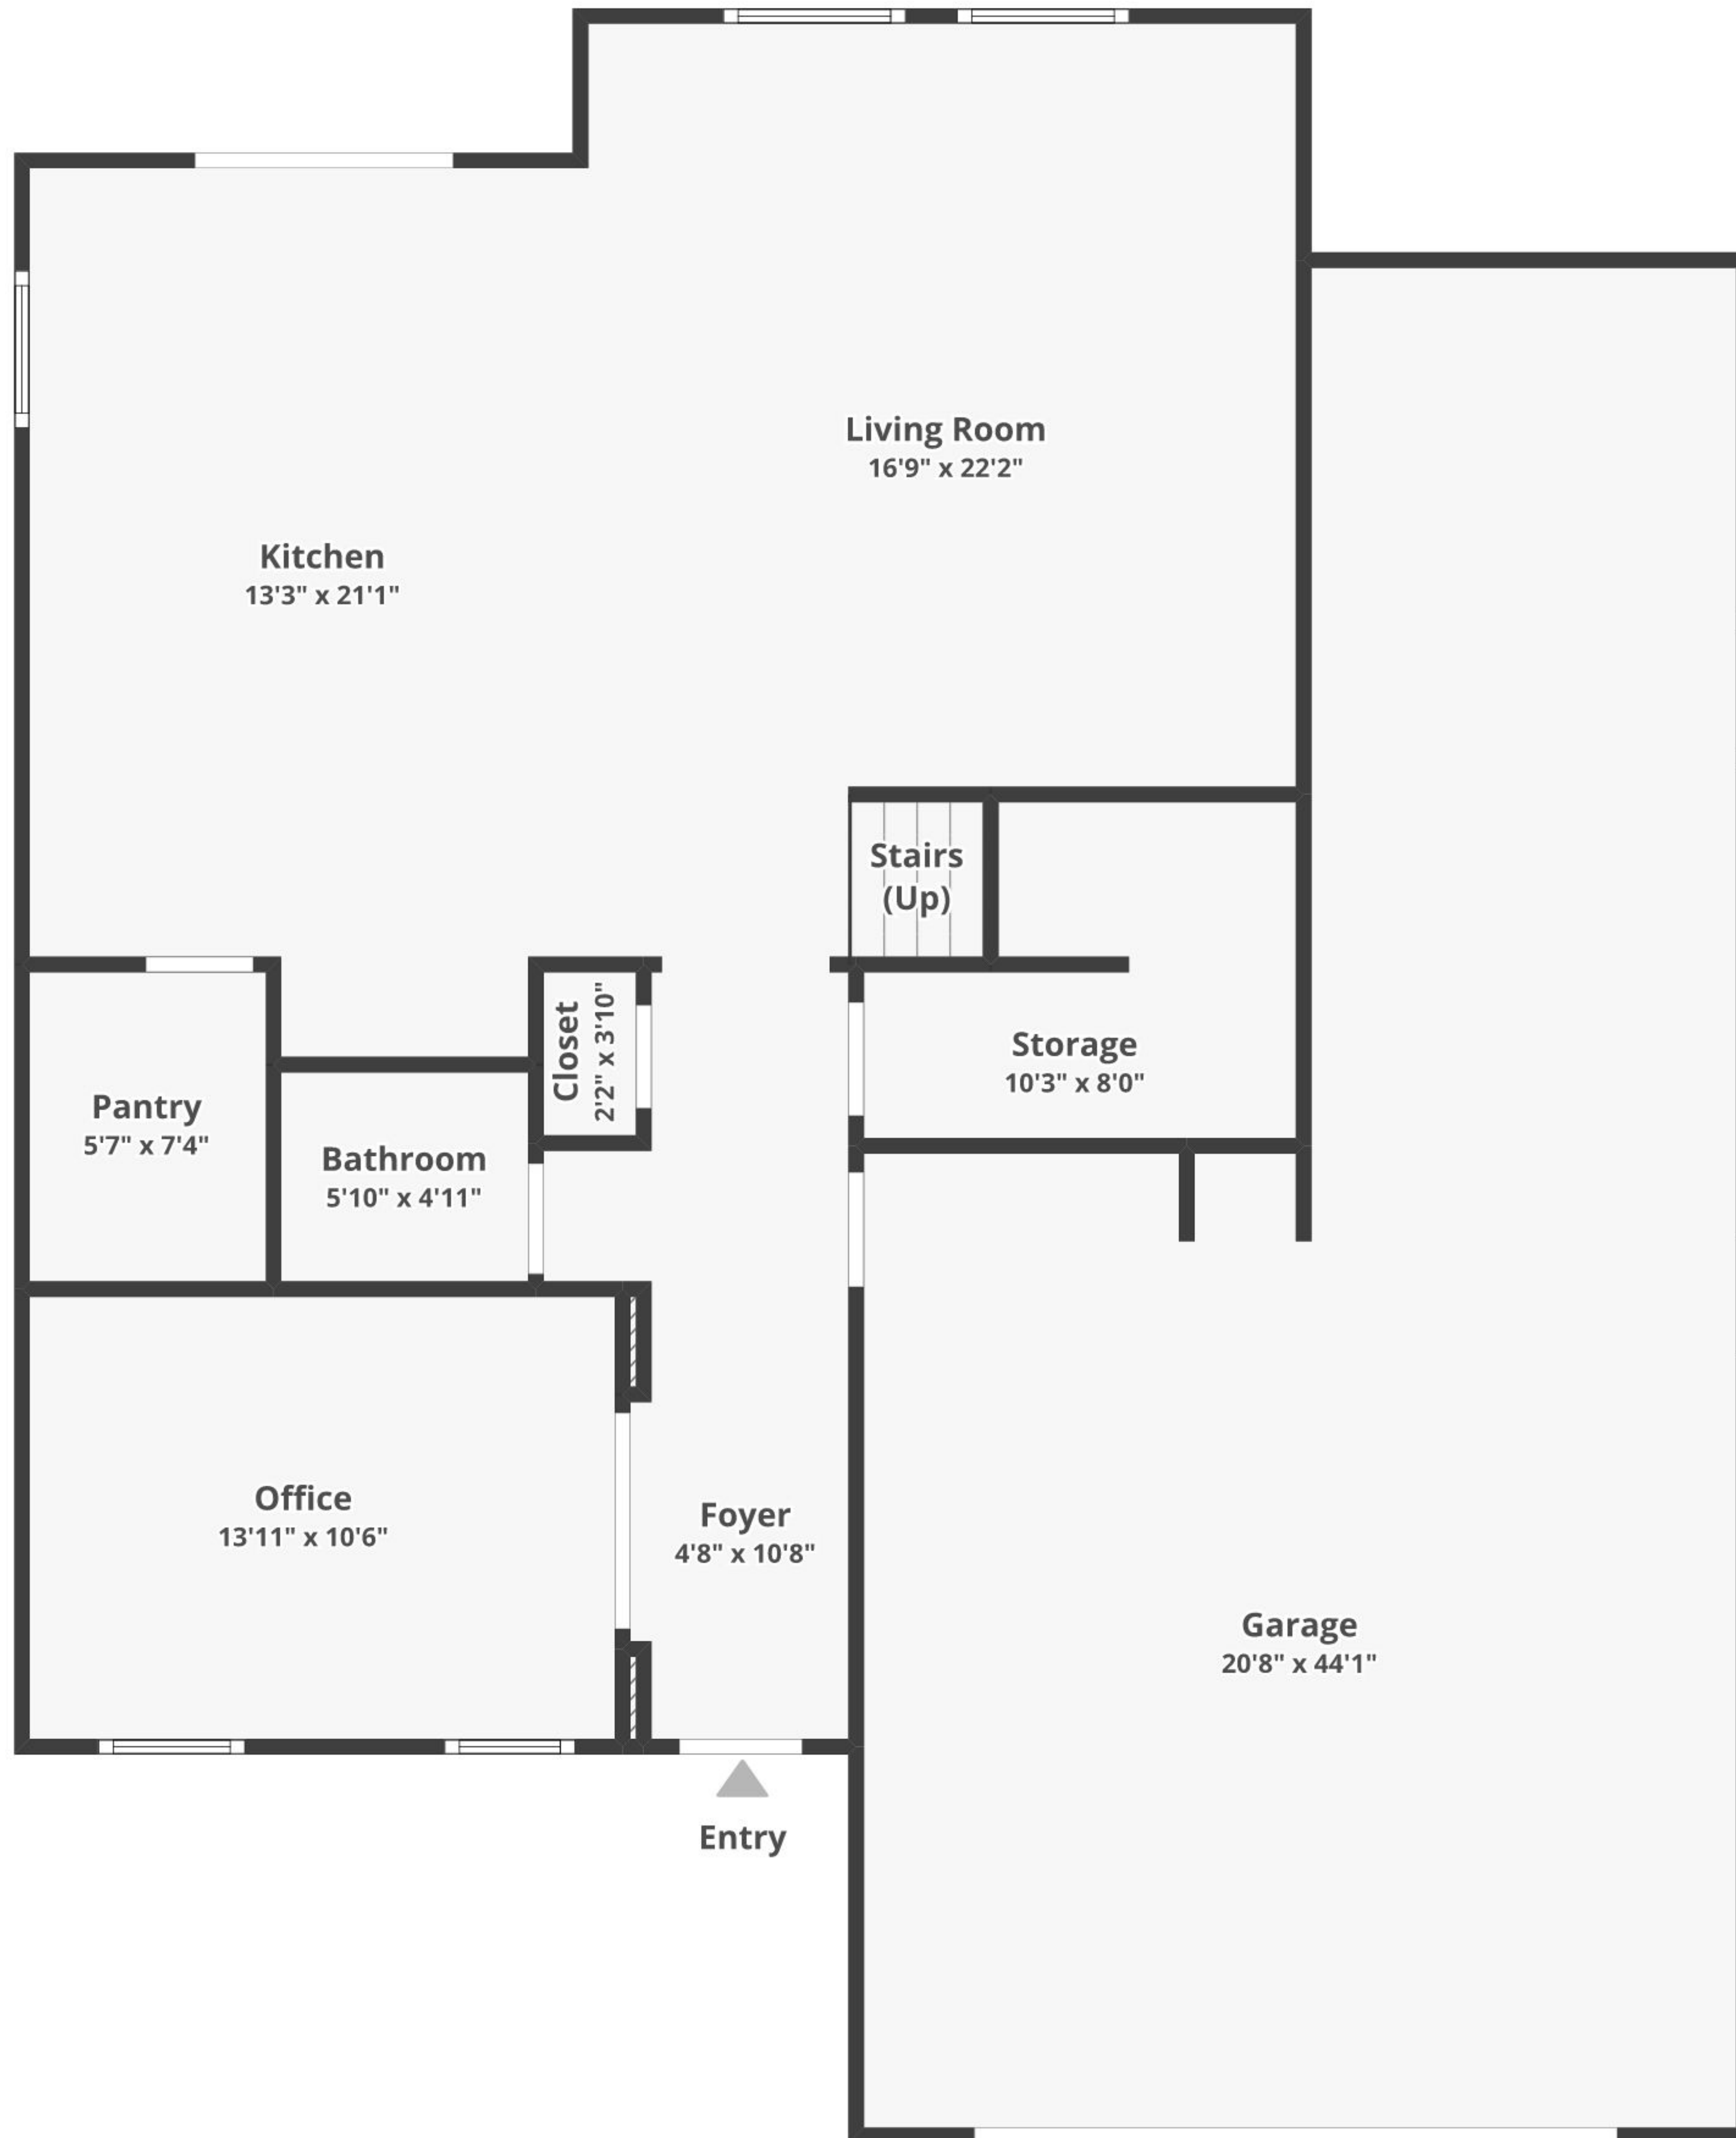 Living Room
16'9" x 22'2"
Kitchen
13'3" x 21'1"
Stairs
(Up)
Closet
2'2" x 3'10"
Storage
10'3" x 8'0"
Pantry
5'7" x 7'4"
Bathroom
5'10" x 4'11"
Office
13'11" x 10'6"
Foyer
4'8" x 10'8"
Garage
20'8" x 44'1"
Entry